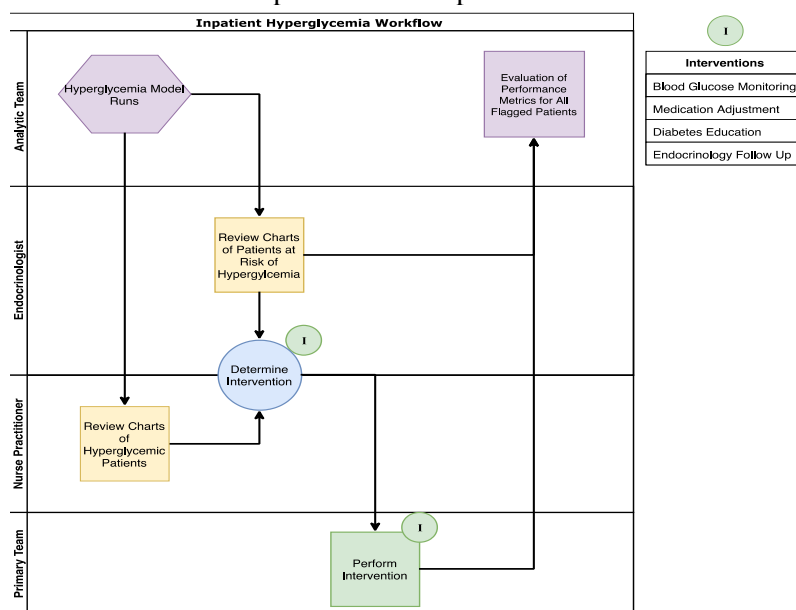 Inpatient Hyperglycemia Workflow
Analytic Team
Hyperglycemia Model
Runs
Evaluation of
Performance
Metrics for All
Flagged Patients
I
Interventions
Blood Glucose Monitoring
Medication Adjustment
Diabetes Education
Endocrinology Follow Up
Endocrinologist
Review Charts
of Patients at
Risk of
Hypergylcemia
I
Determine
Intervention
Nurse Practitioner
Review Charts
of
Hyperglycemic
Patients
Primary Team
I
Perform
Intervention